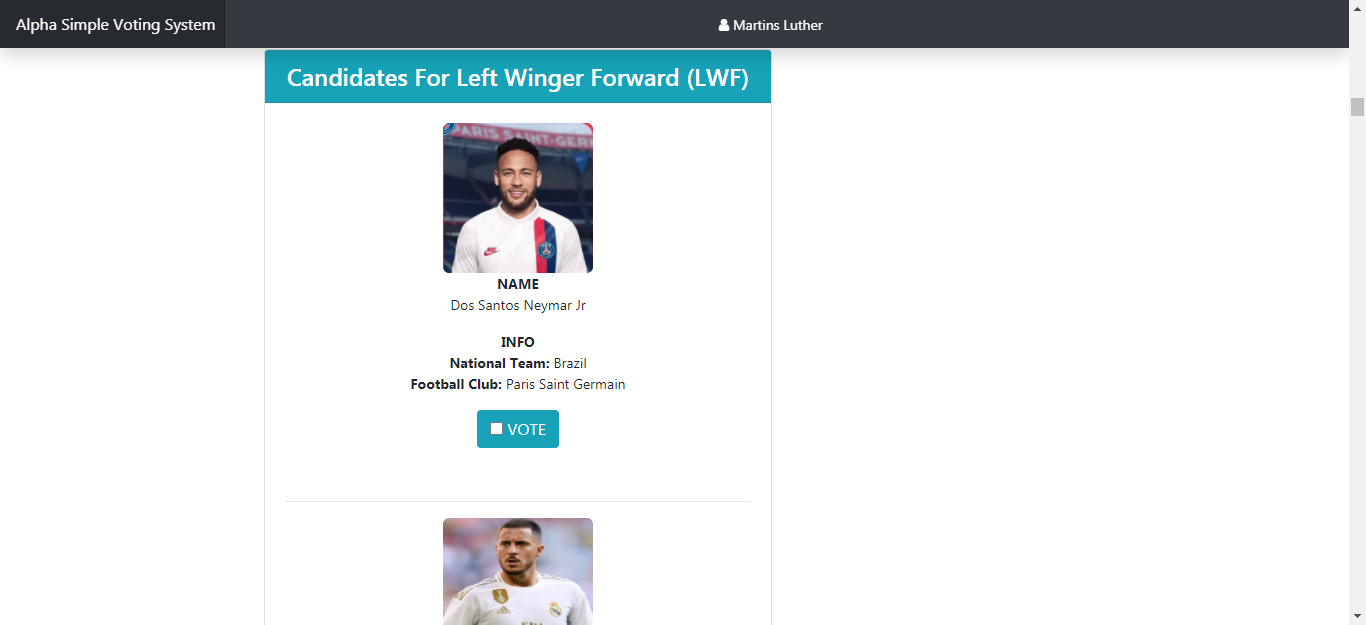 Alpha Simple Voting System
Martins Luther
Candidates For Left Winger Forward (LWF)
PARIS SAINT-GER
NAME
Dos Santos Neymar Jr
INFO
National Team: Brazil
Football Club: Paris Saint Germain
VOTE